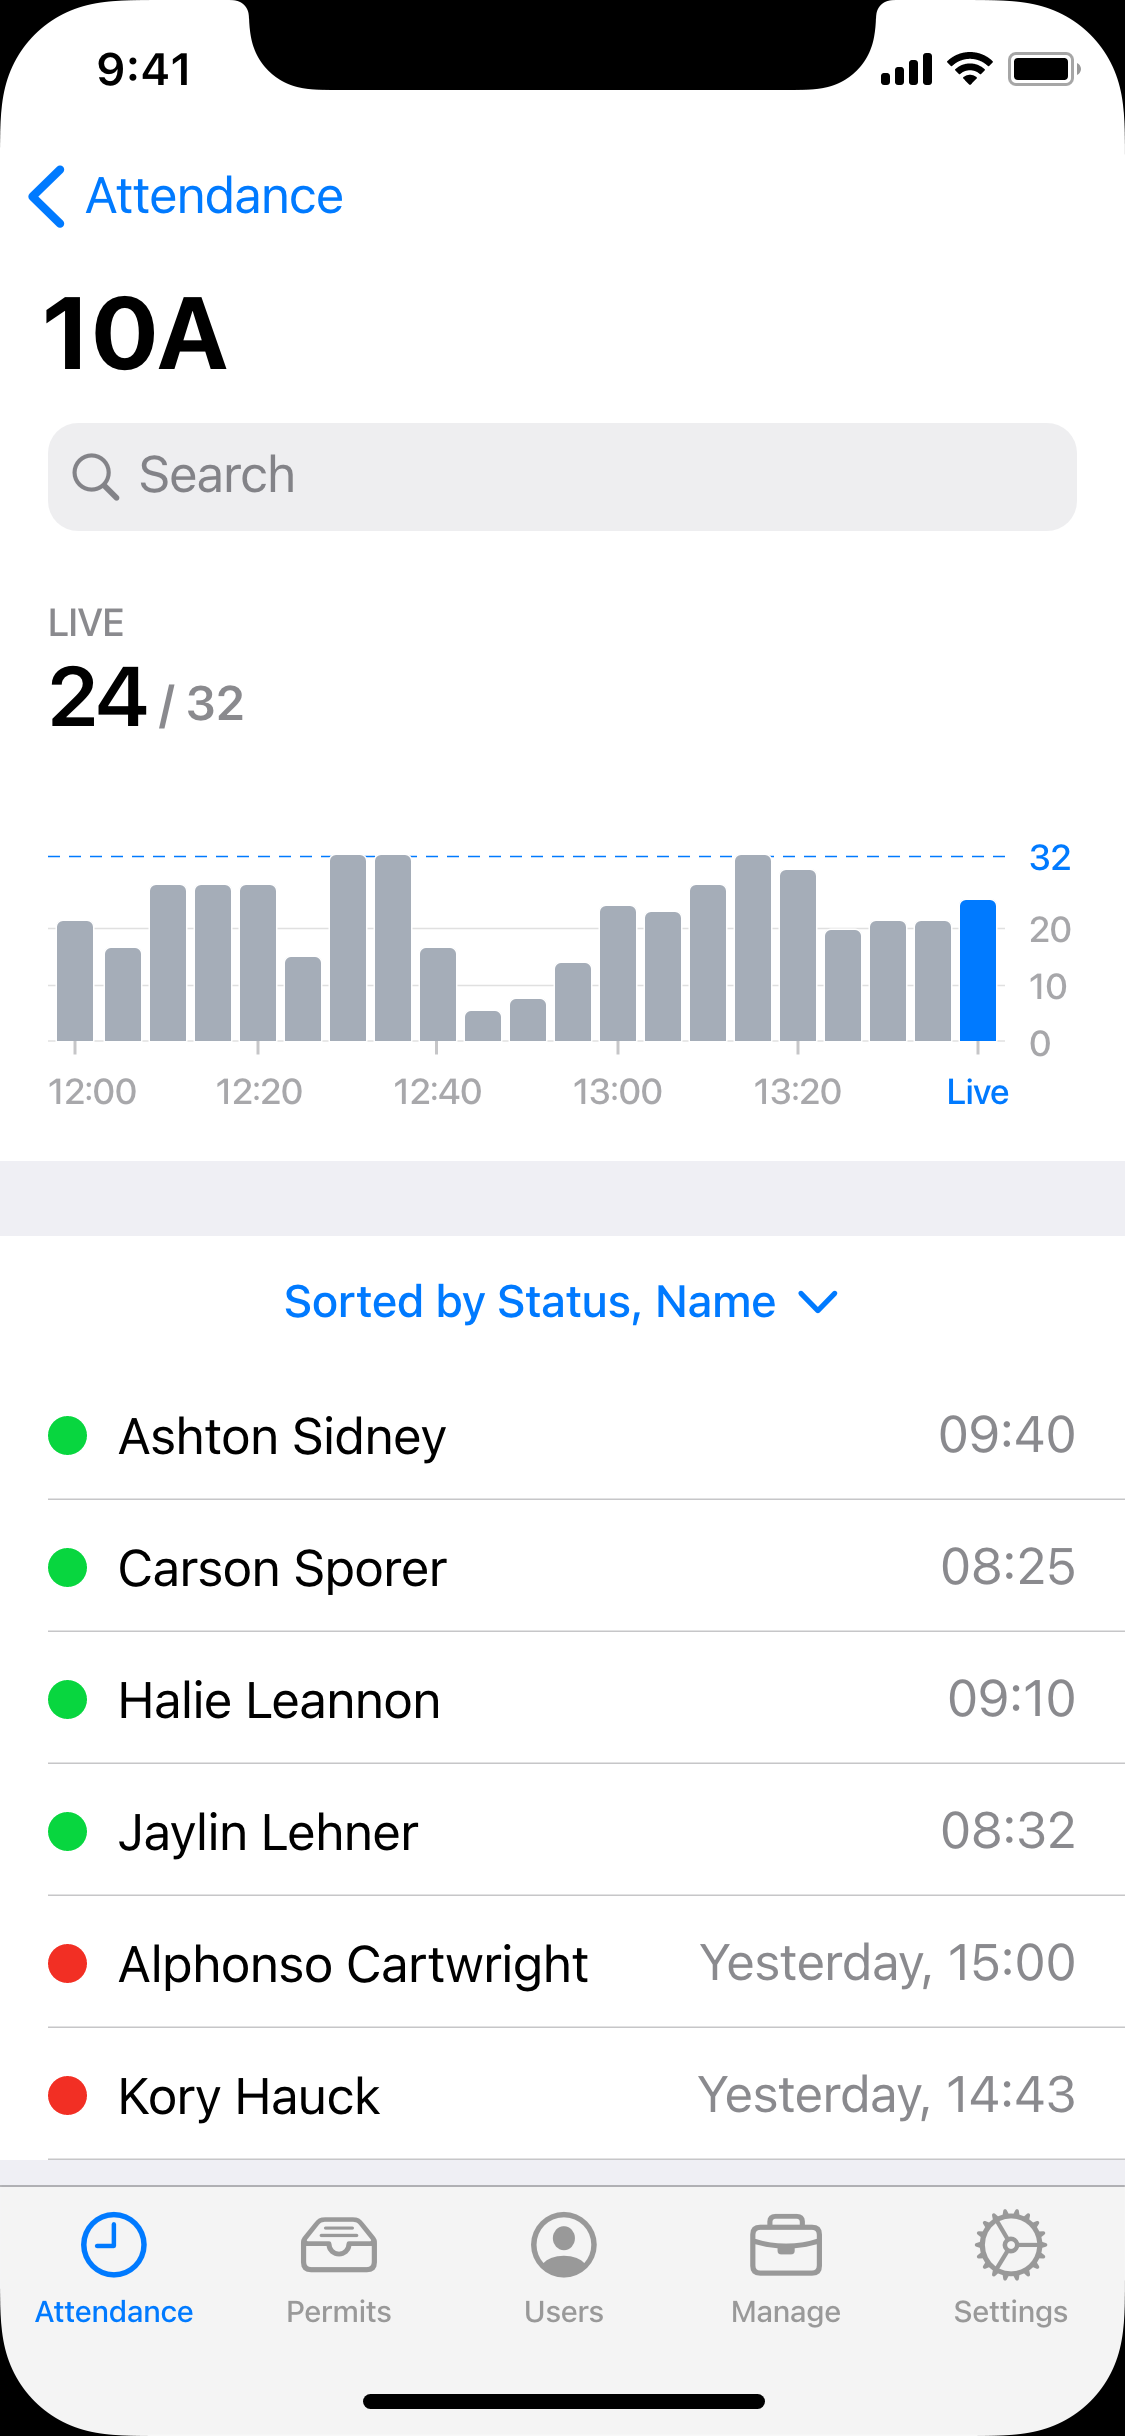 9:41
Attendance
10A
Search
LIVE
24 / 32
32
20
10
0
12:00 12:20 12:40 13:00 13:20 Live
Sorted by Status, Name
Ashton Sidney 09:40
Carson Sporer 08:25
Halie Leannon 09:10
Jaylin Lehner 08:32
Alphonso Cartwright Yesterday, 15:00
Kory Hauck Yesterday, 14:43
Attendance Permits Users Manage Settings